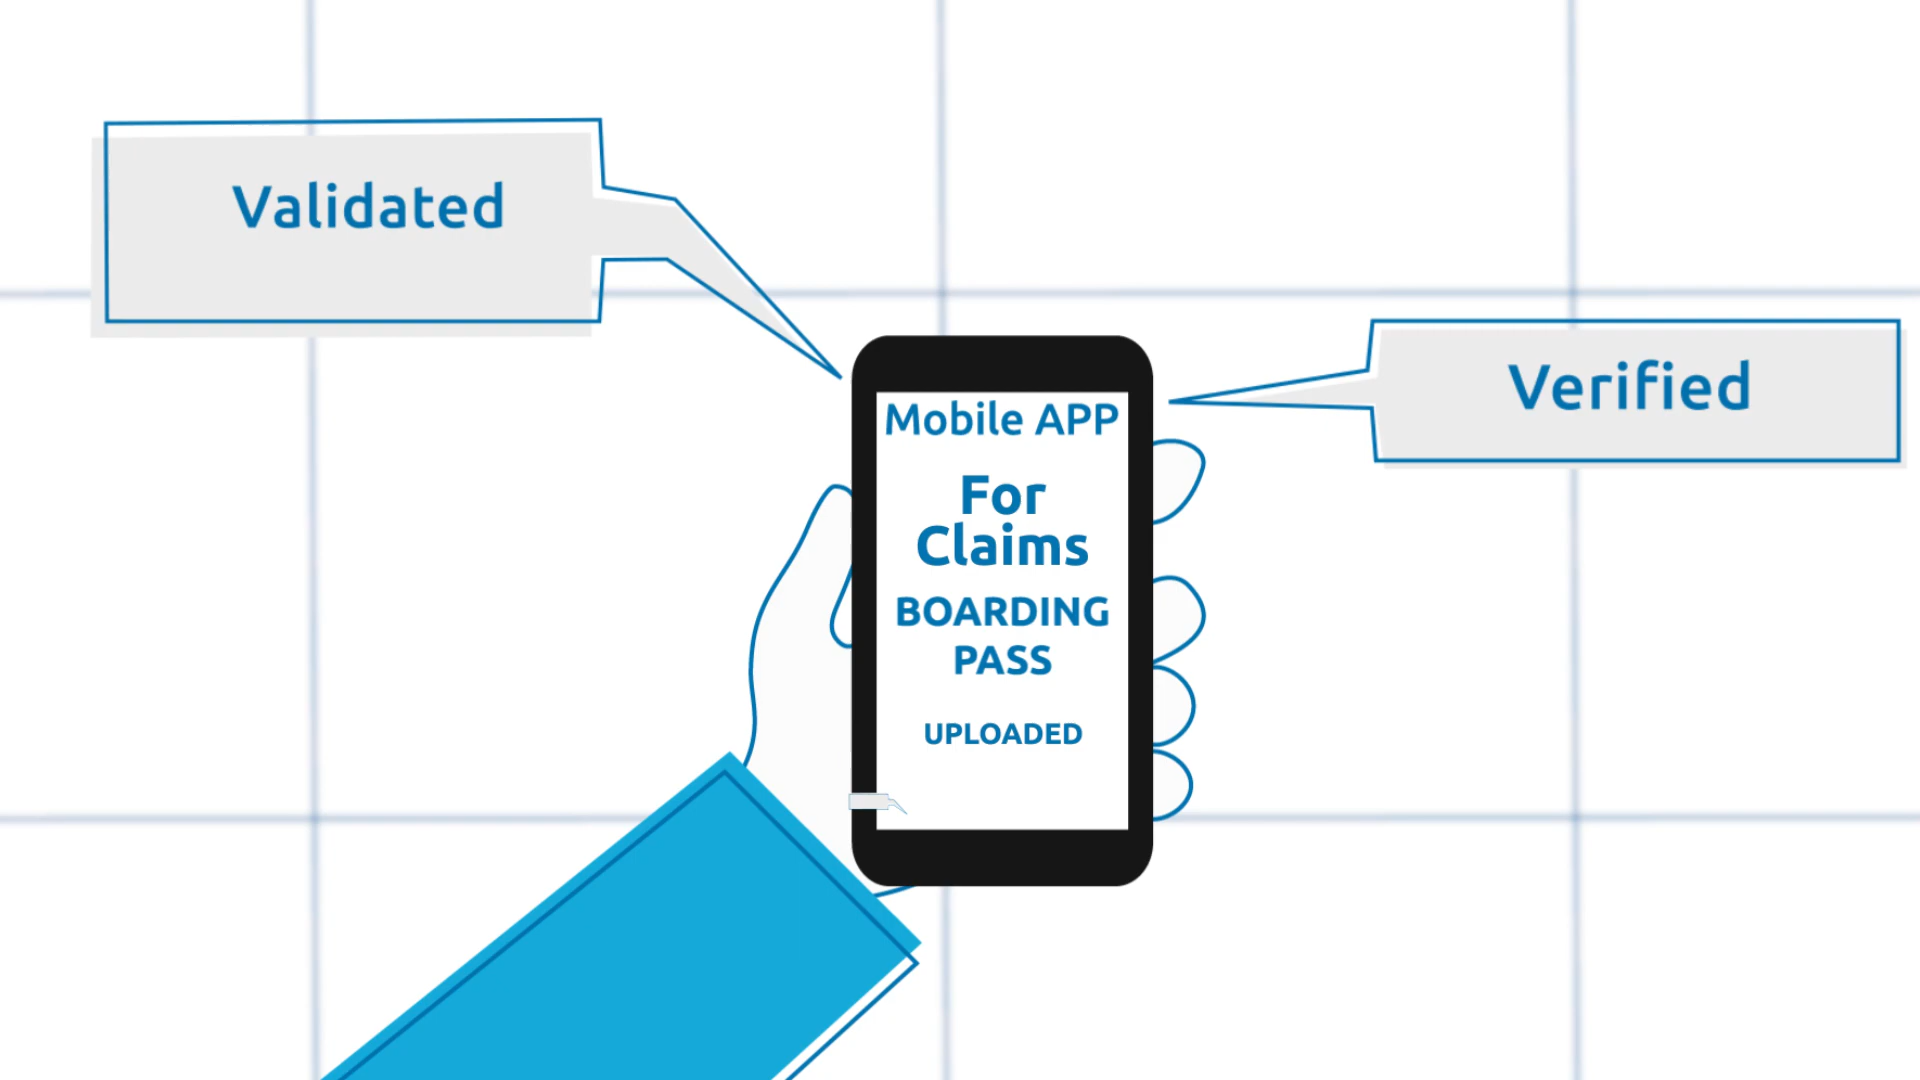 Validated
Verified
Mobile APP
For
Claims
BOARDING
PASS
UPLOADED